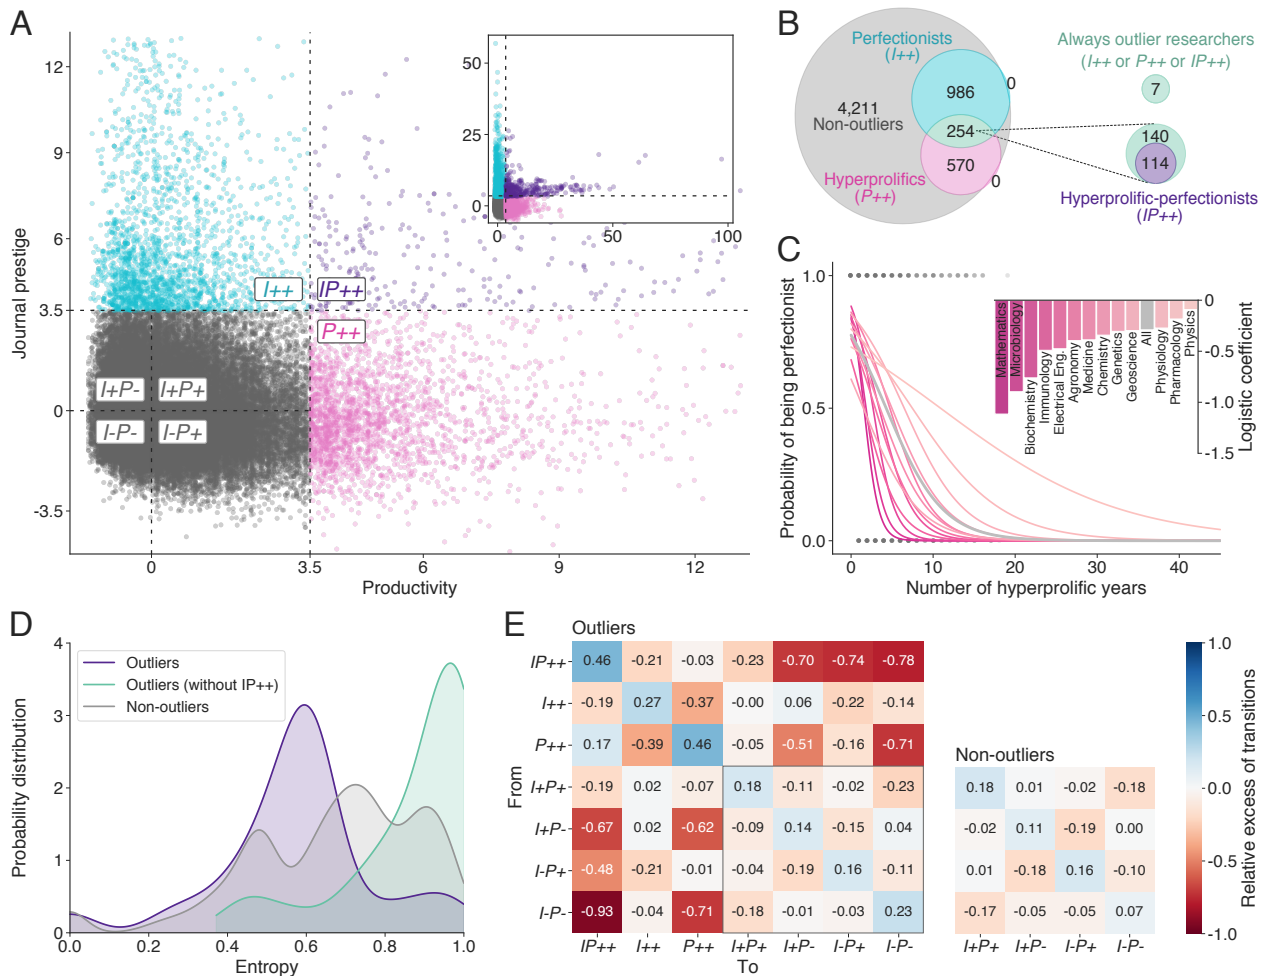 A
12
9
6
3.5
0
-3.5
Journal prestige
0
3.5
6
9
12
Productivity
I++
IP++
P++
I+P-
I+P+
I-P-
I-P+
50
25
0
0
50
100
B
Perfectionists
(I++)
986
0
4,211
Non-outliers
254
570
0
Hyperprolifics
(P++)
Always outlier researchers
(I++ or P++ or IP++)
7
140
114
Hyperprolific-perfectionists
(IP++)
C
1.0
0.5
0.0
Probability of being perfectionist
0
10
20
30
40
Number of hyperprolific years
Mathematics
Microbiology
Biochemistry
Immunology
Electrical Eng.
Agronomy
Medicine
Chemistry
Genetics
Geoscience
All
Physiology
Pharmacology
Physics
0
-0.5
-1.0
-1.5
Logistic coefficient
D
4
3
2
1
0
Probability distribution
Outliers
Outliers (without IP++)
Non-outliers
0.0
0.2
0.4
0.6
0.8
1.0
Entropy
E
Outliers
IP++ 0.46 -0.21 -0.03 -0.23 -0.70 -0.74 -0.78
I++ -0.19 0.27 -0.37 -0.00 0.06 -0.22 -0.14
P++ 0.17 -0.39 0.46 -0.05 -0.51 -0.16 -0.71
I+P+ -0.19 0.02 -0.07 0.18 -0.11 -0.02 -0.23
I+P- -0.67 0.02 -0.62 -0.09 0.14 -0.15 0.04
I-P+ -0.48 -0.21 -0.01 -0.04 -0.19 0.16 -0.11
I-P- -0.93 -0.04 -0.71 -0.18 -0.01 -0.03 0.23
From
IP++ I++ P++ I+P+ I+P- I-P+ I-P-
To
Non-outliers
0.18 0.01 -0.02 -0.18
-0.02 0.11 -0.19 0.00
0.01 -0.18 0.16 -0.10
-0.17 -0.05 -0.05 0.07
I+P+ I+P- I-P+ I-P-
1.0
0.5
0.0
-0.5
-1.0
Relative excess of transitions